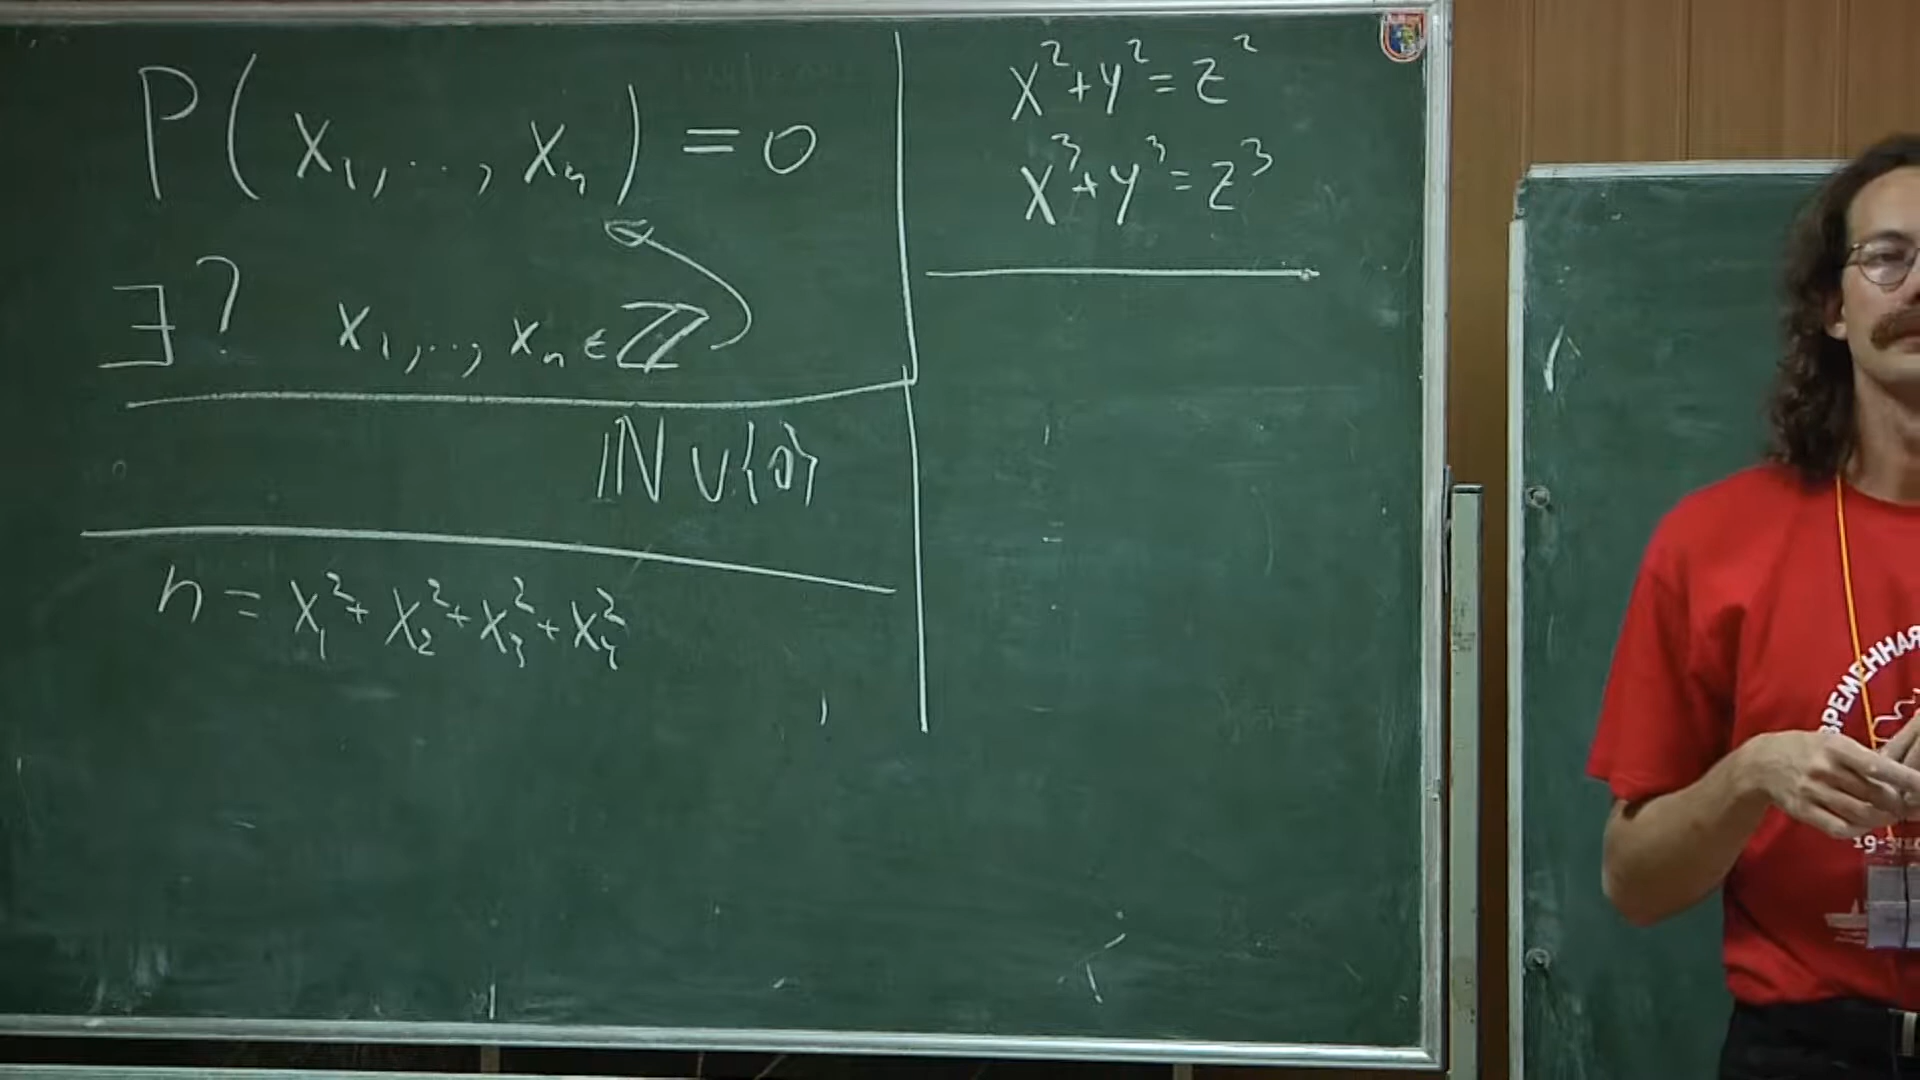 P(x₁, ..., xₙ) = 0
∃? x₁, ..., xₙ ∈ ℤ
ℕ ∪ {0}
n = x₁² + x₂² + x₃² + x₄²
x² + y² = z²
x³ + y³ = z³
ВРЕМЕННАЯ